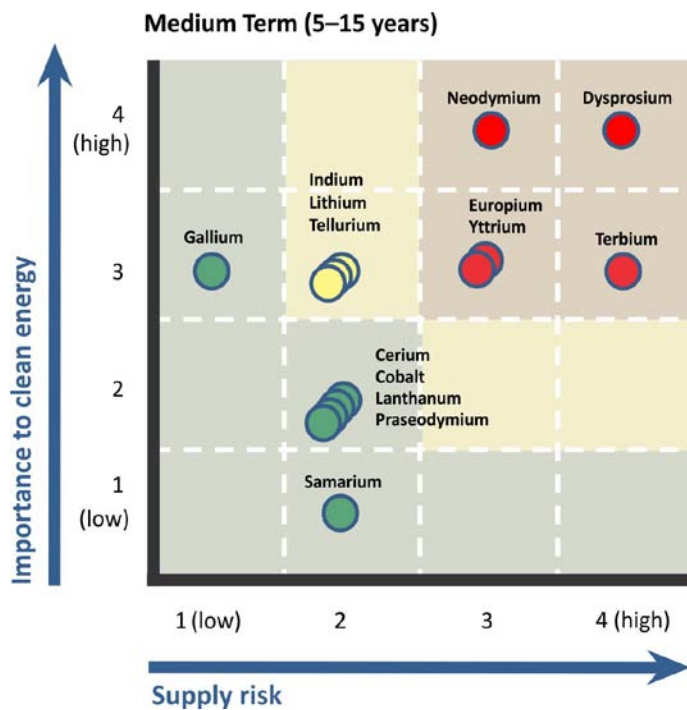 Medium Term (5–15 years)
Importance to clean energy
4
(high)
Neodymium
Dysprosium
Indium
Lithium
Tellurium
Gallium
Europium
Yttrium
Terbium
3
Cerium
Cobalt
Lanthanum
Praseodymium
2
Samarium
1
(low)
1 (low)
2
3
4 (high)
Supply risk